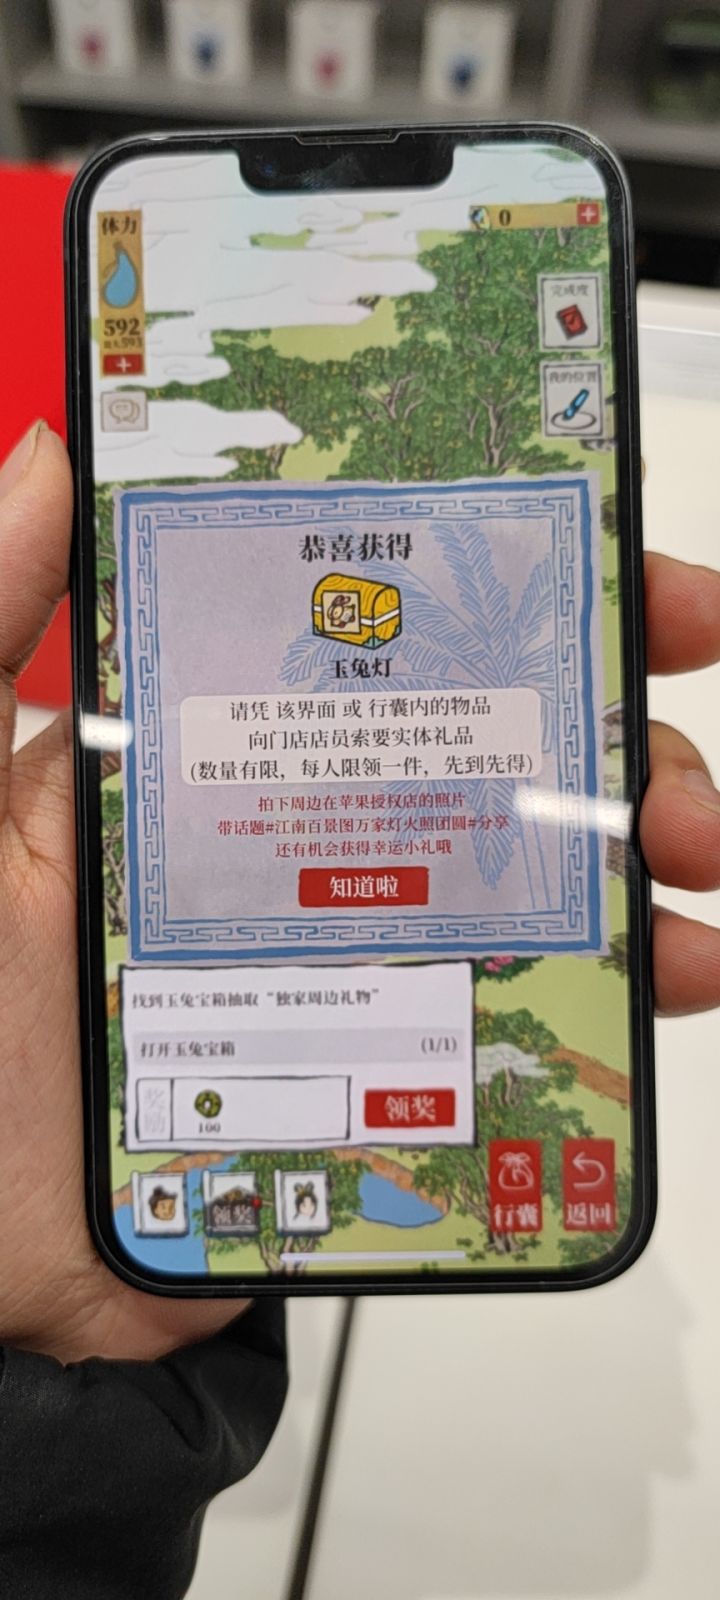 体力
0
592
完成度
我的位置
恭喜获得
玉兔灯
请凭 该界面 或 行囊内的物品
向门店店员索要实体礼品
(数量有限，每人限领一件，先到先得)
拍下周边在苹果授权店的照片
带话题#江南百景图万家灯火照团圆#分享
还有机会获得幸运小礼哦
知道啦
找到玉兔宝箱抽取“独家周边礼物”
打开玉兔宝箱
(1/1)
奖励
100
领奖
领奖
行囊
返回